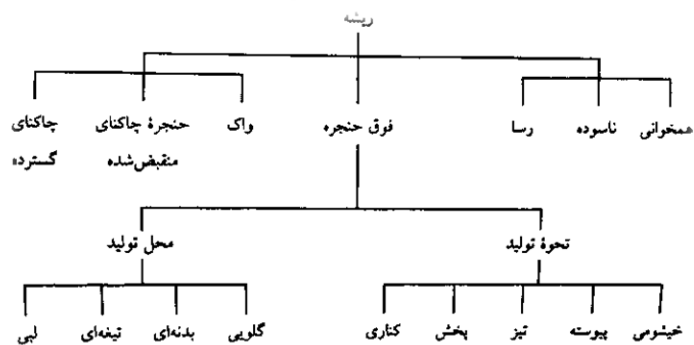 ریشه
همخوانی ناسوده رسا فوق حنجره واک حنجرهٔ چاکنای چاکنای
منقبض‌شده گسترده
تحوهٔ تولید محل تولید
خیشومی پیوسته تیز پخش کناری گلویی بدنه‌ای تیغه‌ای لبی